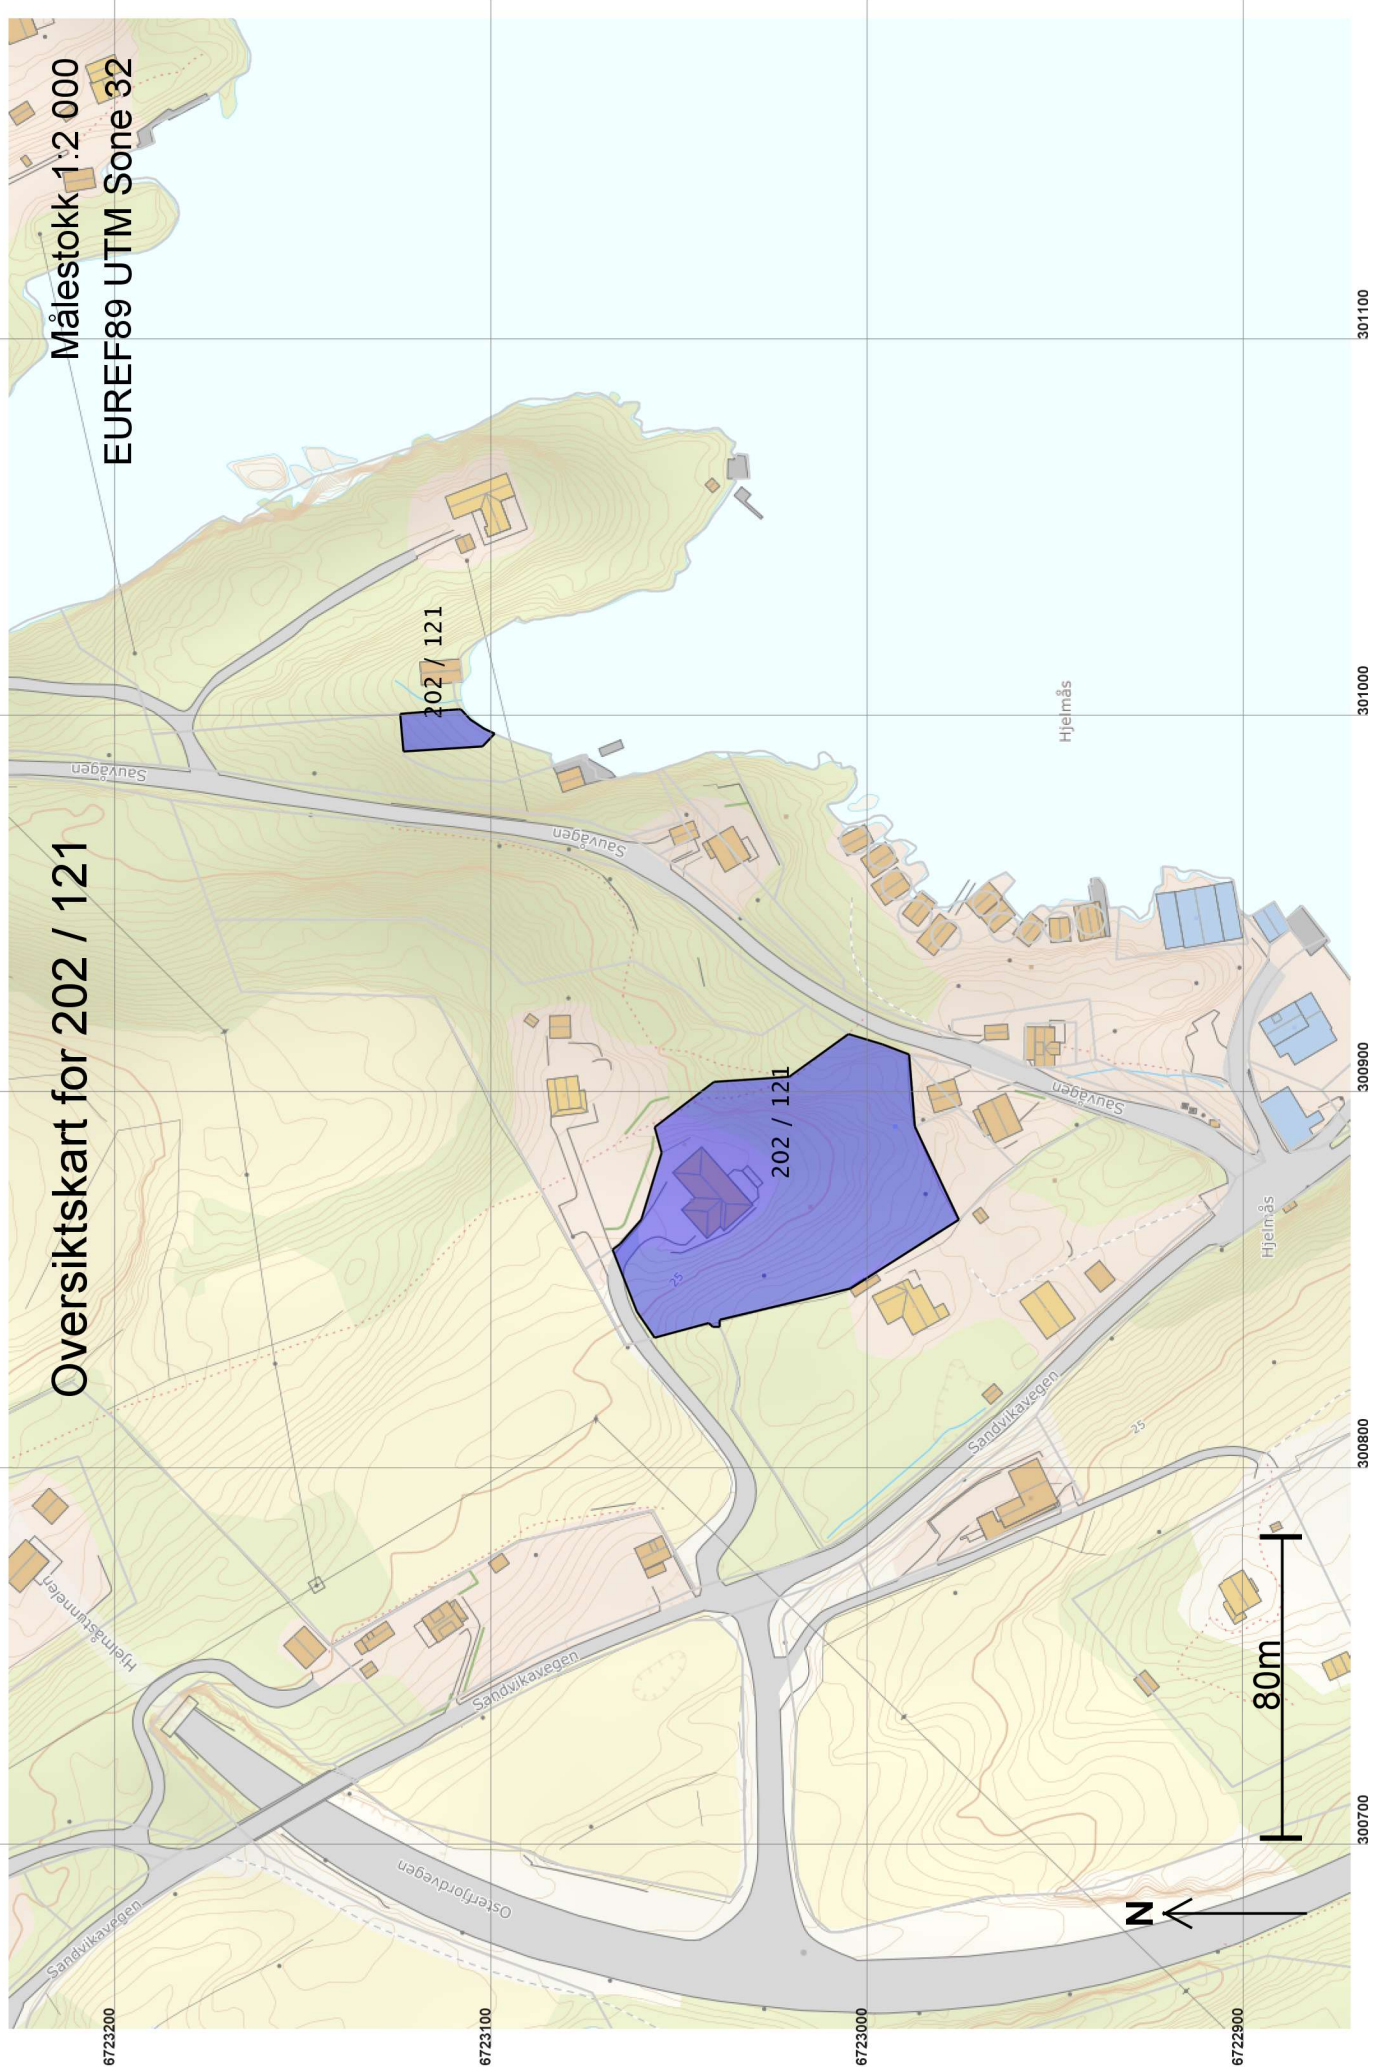 Oversiktskart for 202 / 121
Målestokk 1:2 000
EUREF89 UTM Sone 32
Hjelmåstunnelen
Sandvikavegen
Osterfjordvegen
Sandvikavegen
Sandvikavegen
Sauvågen
Sauvågen
Sauvågen
202 / 121
202 / 121
25
25
Hjelmås
Hjelmås
N
80m
6723200
6723100
6723000
6722900
300700
300800
300900
301000
301100